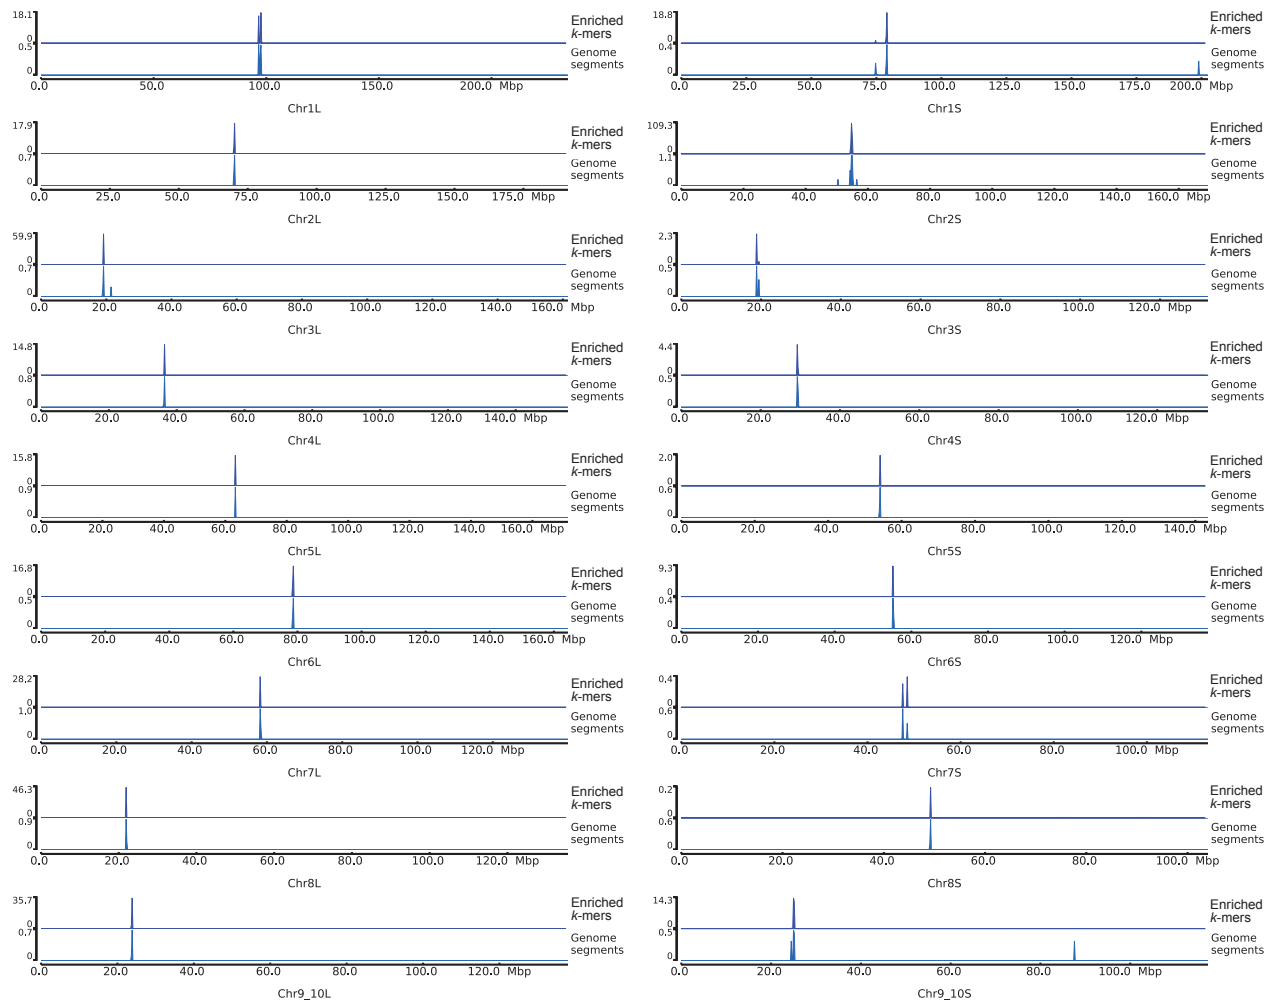 18.1
0
0.5
0
Enriched
k-mers
Genome
segments
0.0 50.0 100.0 150.0 200.0 Mbp
Chr1L
18.8
0
0.4
0
Enriched
k-mers
Genome
segments
0.0 25.0 50.0 75.0 100.0 125.0 150.0 175.0 200.0 Mbp
Chr1S
17.9
0
0.7
0
Enriched
k-mers
Genome
segments
0.0 25.0 50.0 75.0 100.0 125.0 150.0 175.0 Mbp
Chr2L
109.3
0
1.1
0
Enriched
k-mers
Genome
segments
0.0 20.0 40.0 60.0 80.0 100.0 120.0 140.0 160.0 Mbp
Chr2S
59.9
0
0.7
0
Enriched
k-mers
Genome
segments
0.0 20.0 40.0 60.0 80.0 100.0 120.0 140.0 160.0 Mbp
Chr3L
2.3
0
0.5
0
Enriched
k-mers
Genome
segments
0.0 20.0 40.0 60.0 80.0 100.0 120.0 Mbp
Chr3S
14.8
0
0.8
0
Enriched
k-mers
Genome
segments
0.0 20.0 40.0 60.0 80.0 100.0 120.0 140.0 Mbp
Chr4L
4.4
0
0.5
0
Enriched
k-mers
Genome
segments
0.0 20.0 40.0 60.0 80.0 100.0 120.0 Mbp
Chr4S
15.8
0
0.9
0
Enriched
k-mers
Genome
segments
0.0 20.0 40.0 60.0 80.0 100.0 120.0 140.0 160.0 Mbp
Chr5L
2.0
0
0.6
0
Enriched
k-mers
Genome
segments
0.0 20.0 40.0 60.0 80.0 100.0 120.0 140.0 Mbp
Chr5S
16.8
0
0.5
0
Enriched
k-mers
Genome
segments
0.0 20.0 40.0 60.0 80.0 100.0 120.0 140.0 160.0 Mbp
Chr6L
9.3
0
0.4
0
Enriched
k-mers
Genome
segments
0.0 20.0 40.0 60.0 80.0 100.0 120.0 Mbp
Chr6S
28.2
0
1.0
0
Enriched
k-mers
Genome
segments
0.0 20.0 40.0 60.0 80.0 100.0 120.0 Mbp
Chr7L
0.4
0
0.6
0
Enriched
k-mers
Genome
segments
0.0 20.0 40.0 60.0 80.0 100.0 Mbp
Chr7S
46.3
0
0.9
0
Enriched
k-mers
Genome
segments
0.0 20.0 40.0 60.0 80.0 100.0 120.0 Mbp
Chr8L
0.2
0
0.6
0
Enriched
k-mers
Genome
segments
0.0 20.0 40.0 60.0 80.0 100.0 Mbp
Chr8S
35.7
0
0.7
0
Enriched
k-mers
Genome
segments
0.0 20.0 40.0 60.0 80.0 100.0 120.0 Mbp
Chr9_10L
14.3
0
0.5
0
Enriched
k-mers
Genome
segments
0.0 20.0 40.0 60.0 80.0 100.0 Mbp
Chr9_10S